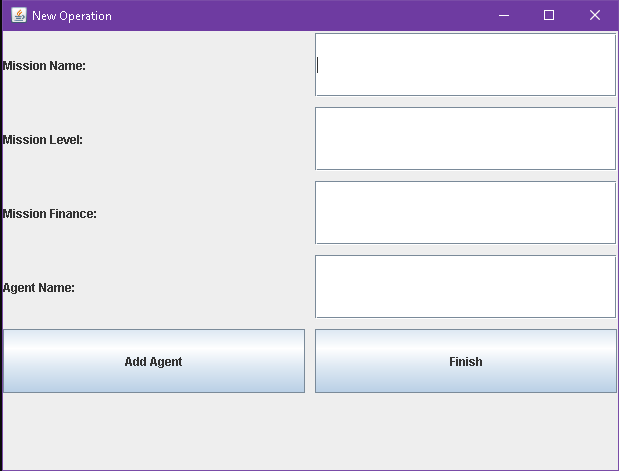 New Operation
Mission Name:
Mission Level:
Mission Finance:
Agent Name:
Add Agent
Finish